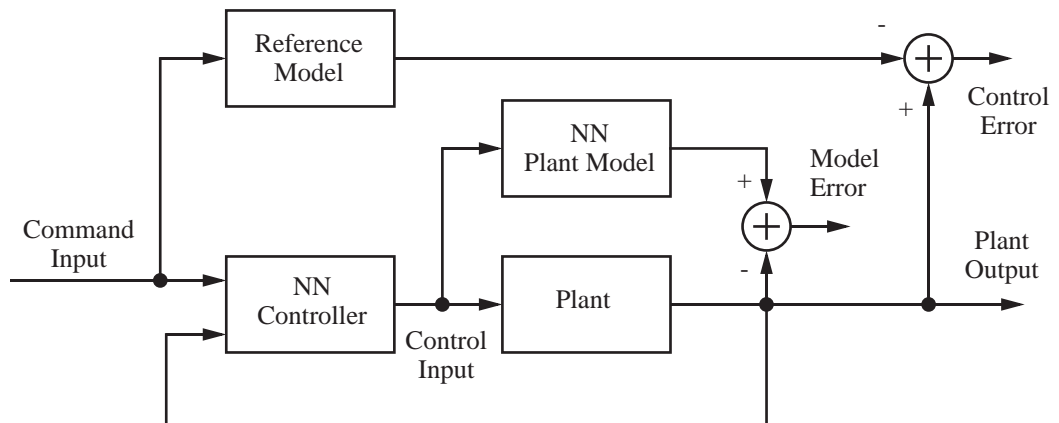 -
Reference
Model
+
Control
Error
NN
Plant Model
Model
Error
+
Command
Input
-
Plant
Output
NN
Controller
Plant
Control
Input